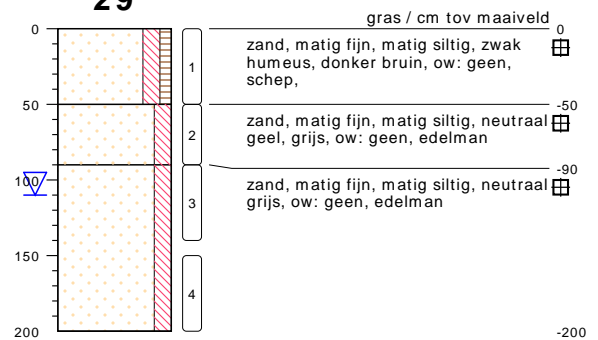 29
gras / cm tov maaiveld
0
0
zand, matig fijn, matig siltig, zwak
humeus, donker bruin, ow: geen,
schep,
1
50
-50
zand, matig fijn, matig siltig, neutraal
geel, grijs, ow: geen, edelman
2
-90
100
zand, matig fijn, matig siltig, neutraal
grijs, ow: geen, edelman
3
150
4
200
-200